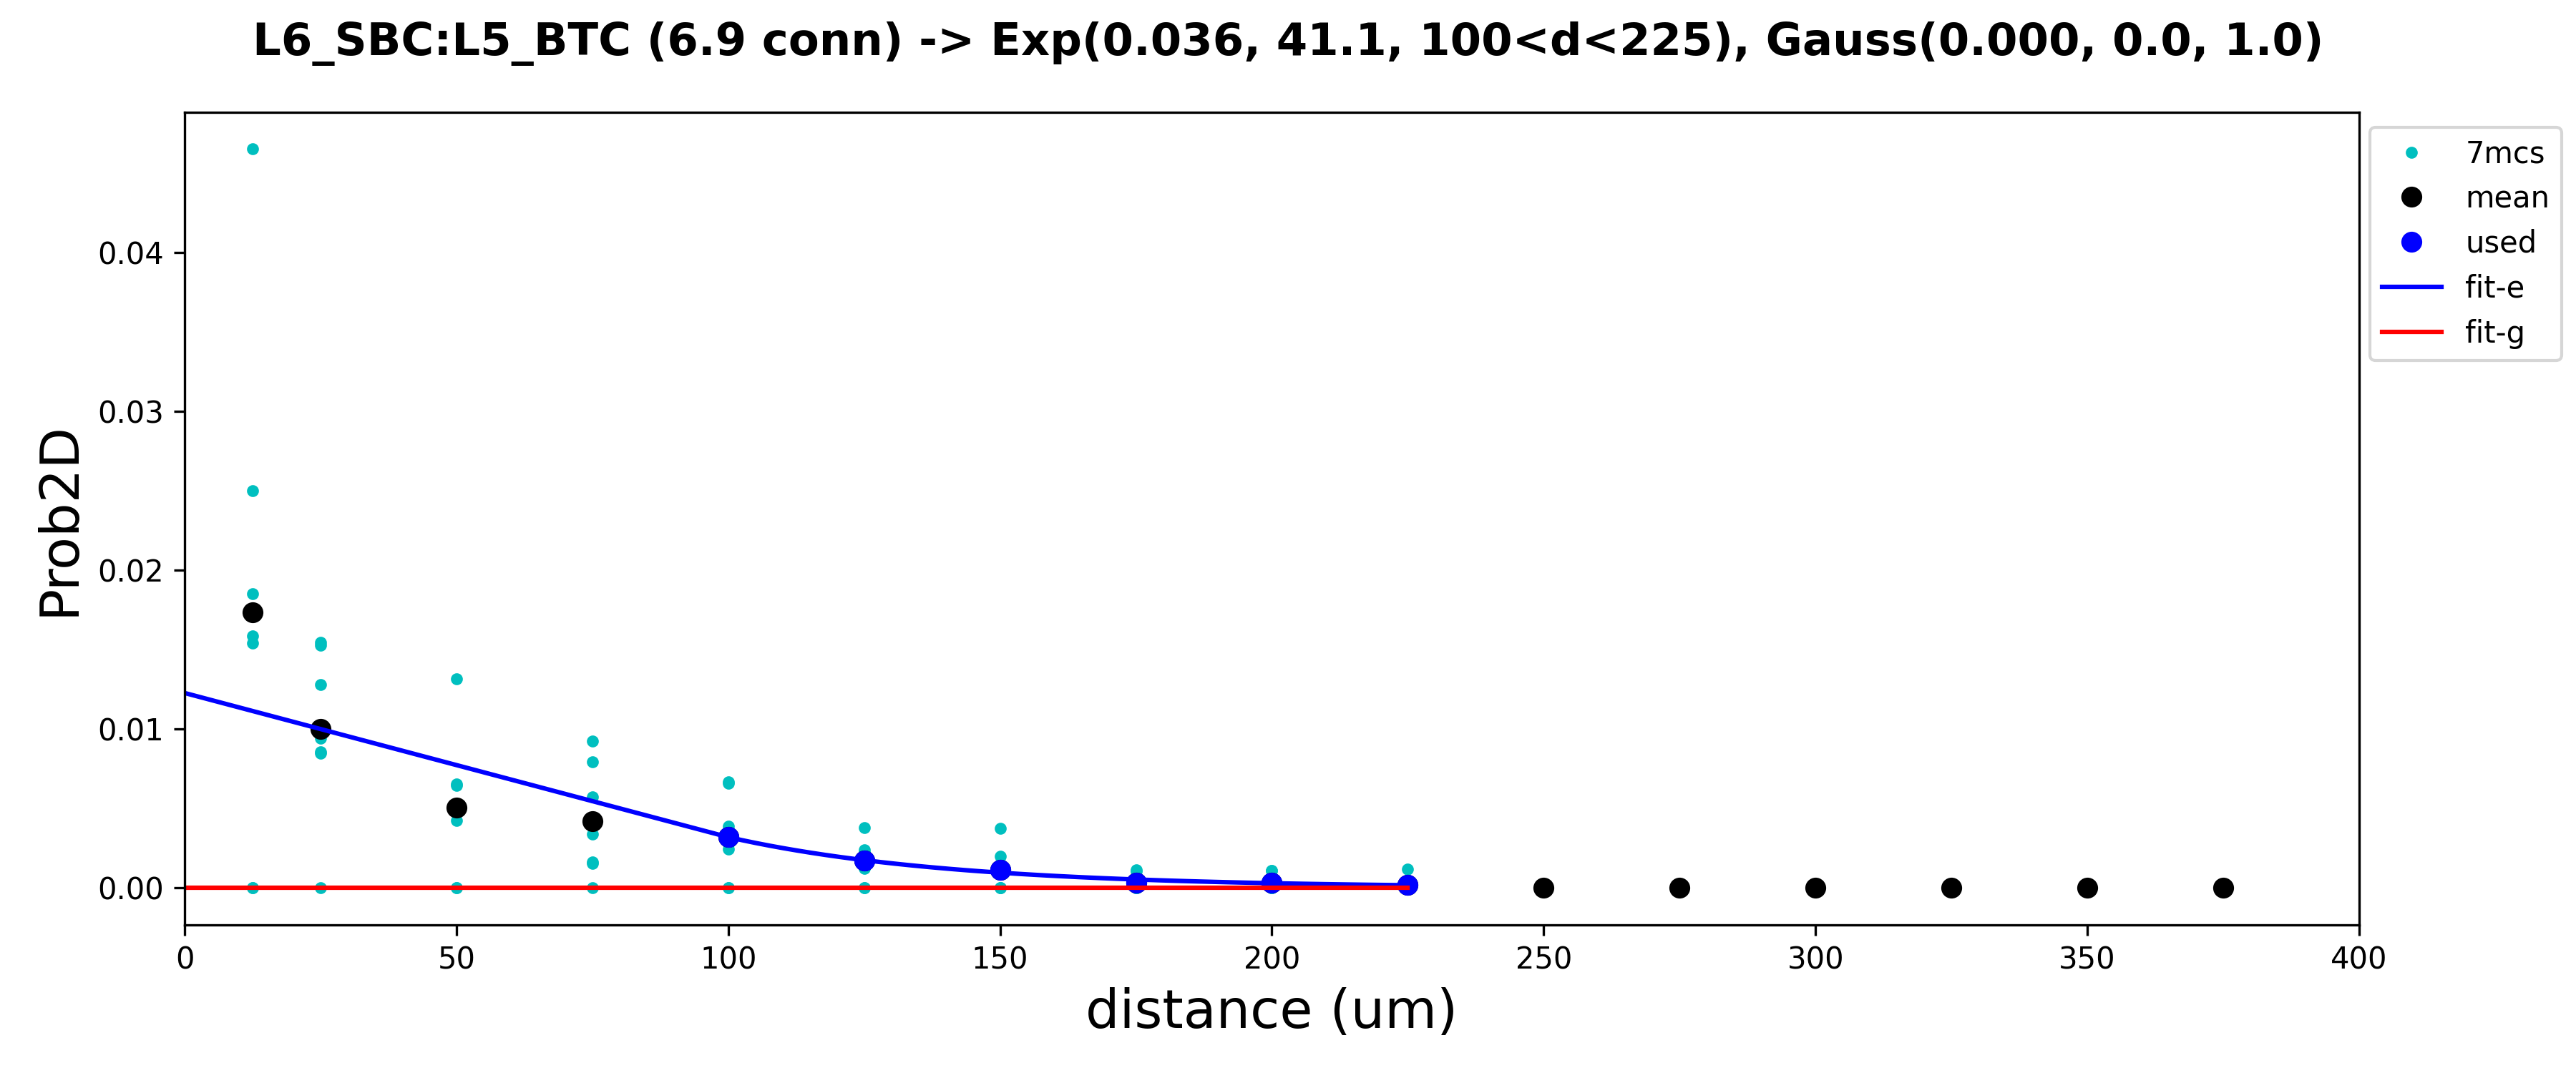 L6_SBC:L5_BTC (6.9 conn) -> Exp(0.036, 41.1, 100<d<225), Gauss(0.000, 0.0, 1.0)
7mcs
mean
used
fit-e
fit-g
Prob2D
0.04
0.03
0.02
0.01
0.00
0 50 100 150 200 250 300 350 400
distance (um)